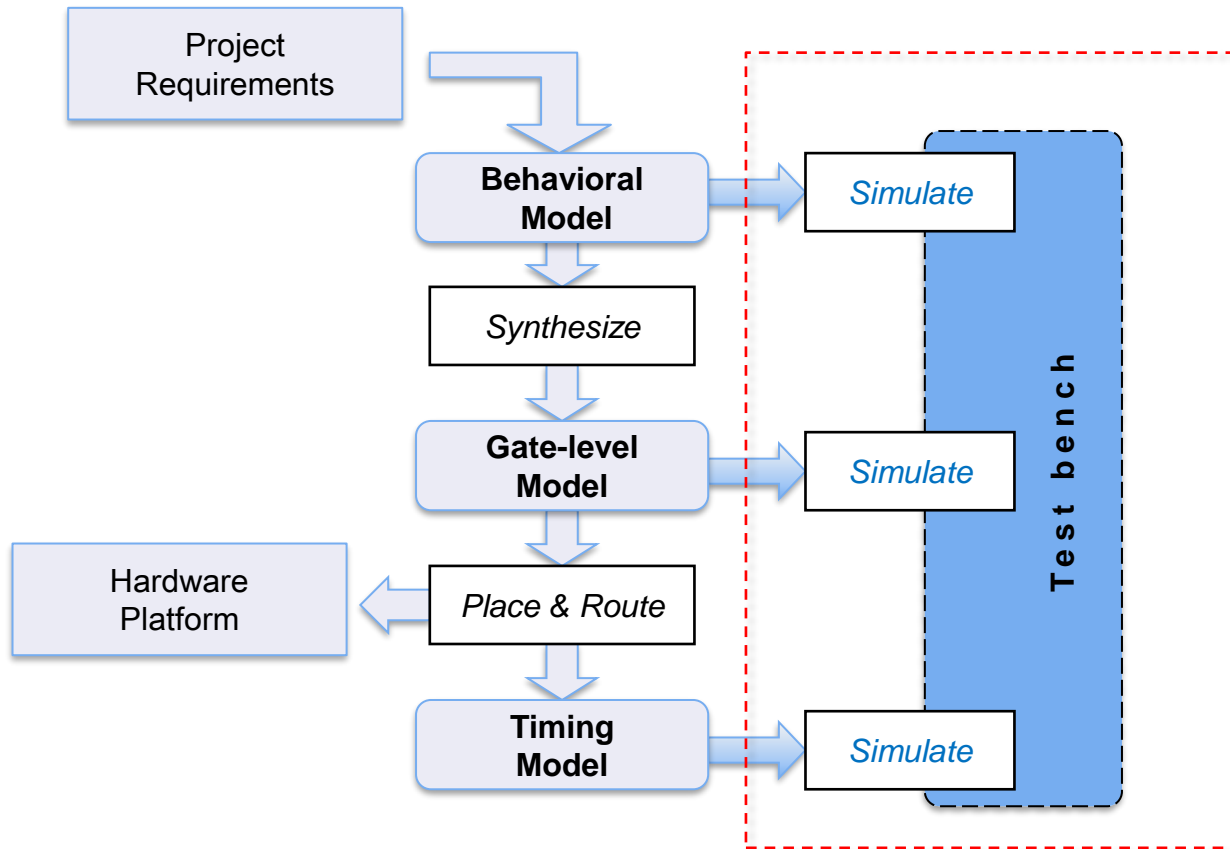 Project
Requirements
Behavioral
Model
Simulate
Synthesize
Gate-level
Model
Simulate
Test bench
Hardware
Platform
Place & Route
Timing
Model
Simulate